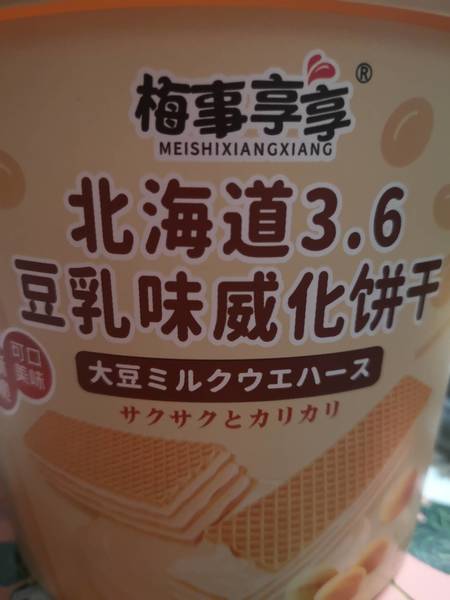 梅事享享®
MEISHIXIANGXIANG
北海道3.6
豆乳味威化饼干
大豆ミルクウエハース
サクサクとカリカリ
可口
美味